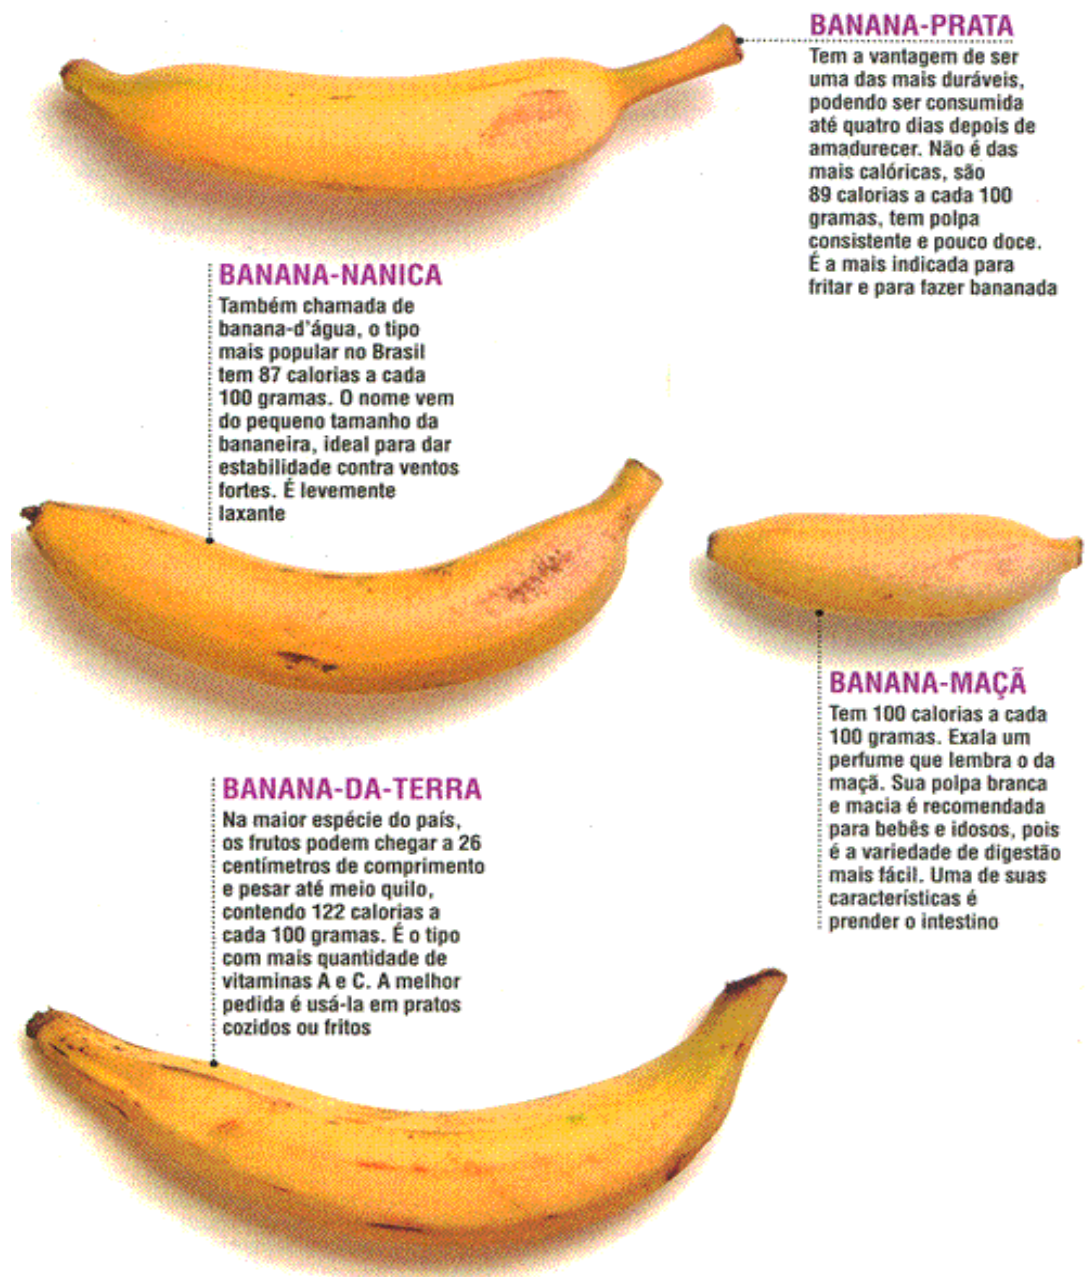 BANANA-PRATA
Tem a vantagem de ser
uma das mais duráveis,
podendo ser consumida
até quatro dias depois de
amadurecer. Não é das
mais calóricas, são
89 calorias a cada 100
gramas, tem polpa
consistente e pouco doce.
É a mais indicada para
fritar e para fazer bananada
BANANA-NANICA
Também chamada de
banana-d'água, o tipo
mais popular no Brasil
tem 87 calorias a cada
100 gramas. O nome vem
do pequeno tamanho da
bananeira, ideal para dar
estabilidade contra ventos
fortes. É levemente
laxante
BANANA-MAÇÃ
Tem 100 calorias a cada
100 gramas. Exala um
perfume que lembra o da
maçã. Sua polpa branca
e macia é recomendada
para bebês e idosos, pois
é a variedade de digestão
mais fácil. Uma de suas
características é
prender o intestino
BANANA-DA-TERRA
Na maior espécie do país,
os frutos podem chegar a 26
centímetros de comprimento
e pesar até meio quilo,
contendo 122 calorias a
cada 100 gramas. É o tipo
com mais quantidade de
vitaminas A e C. A melhor
pedida é usá-la em pratos
cozidos ou fritos